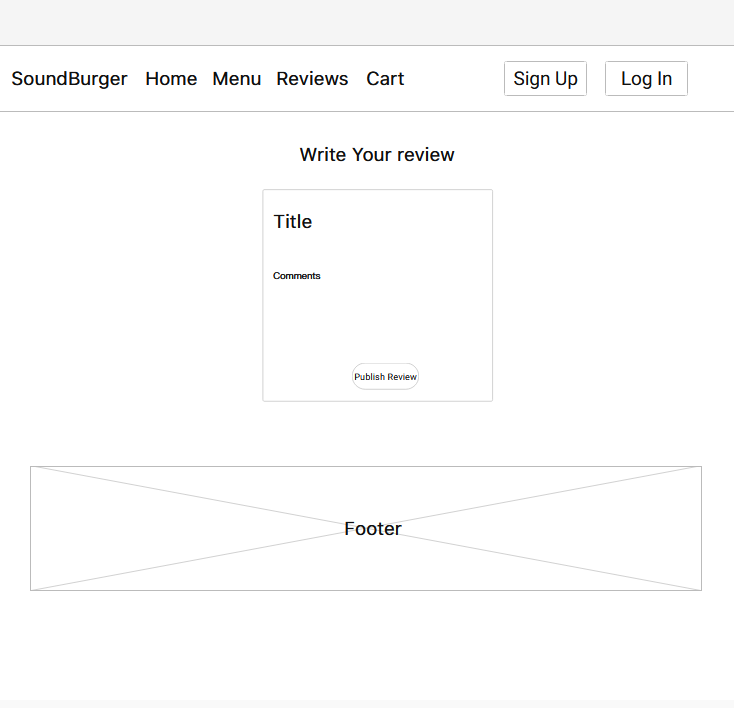 SoundBurger Home Menu Reviews Cart Sign Up Log In
Write Your review
Title
Comments
Publish Review
Footer